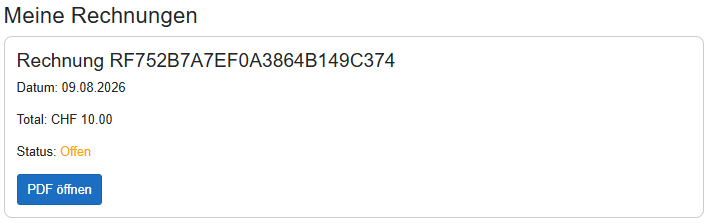 Meine Rechnungen
Rechnung RF752B7A7EF0A3864B149C374
Datum: 09.08.2026
Total: CHF 10.00
Status: Offen
PDF öffnen